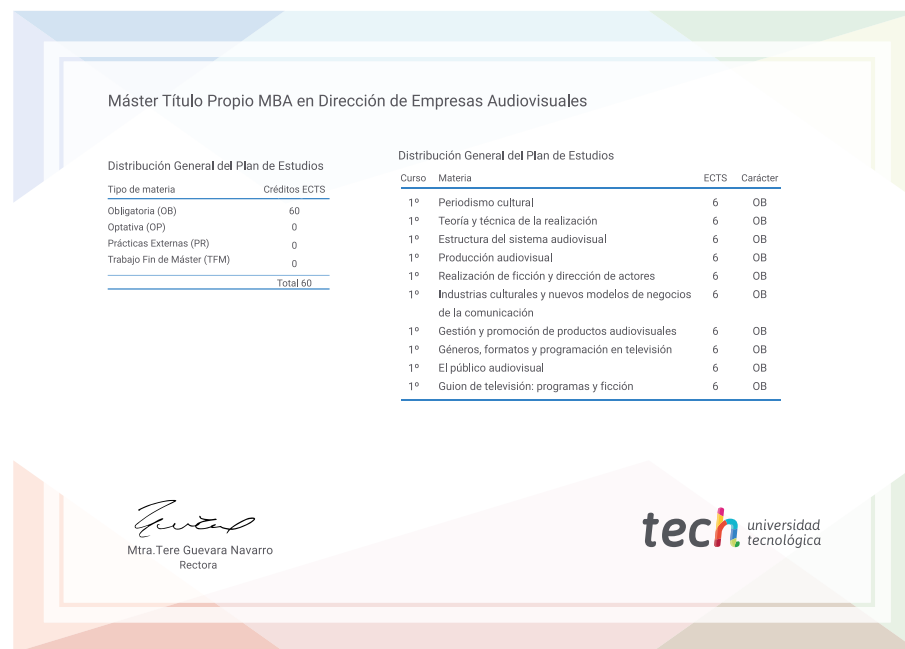 Máster Título Propio MBA en Dirección de Empresas Audiovisuales
Distribución General del Plan de Estudios
Tipo de materia Créditos ECTS
Obligatoria (OB) 60
Optativa (OP) 0
Prácticas Externas (PR) 0
Trabajo Fin de Máster (TFM) 0
Total 60
Distribución General del Plan de Estudios
Curso Materia ECTS Carácter
1º Periodismo cultural 6 OB
1º Teoría y técnica de la realización 6 OB
1º Estructura del sistema audiovisual 6 OB
1º Producción audiovisual 6 OB
1º Realización de ficción y dirección de actores 6 OB
1º Industrias culturales y nuevos modelos de negocios 6 OB
de la comunicación
1º Gestión y promoción de productos audiovisuales 6 OB
1º Géneros, formatos y programación en televisión 6 OB
1º El público audiovisual 6 OB
1º Guion de televisión: programas y ficción 6 OB
Mtra.Tere Guevara Navarro
Rectora
tech universidad
tecnológica